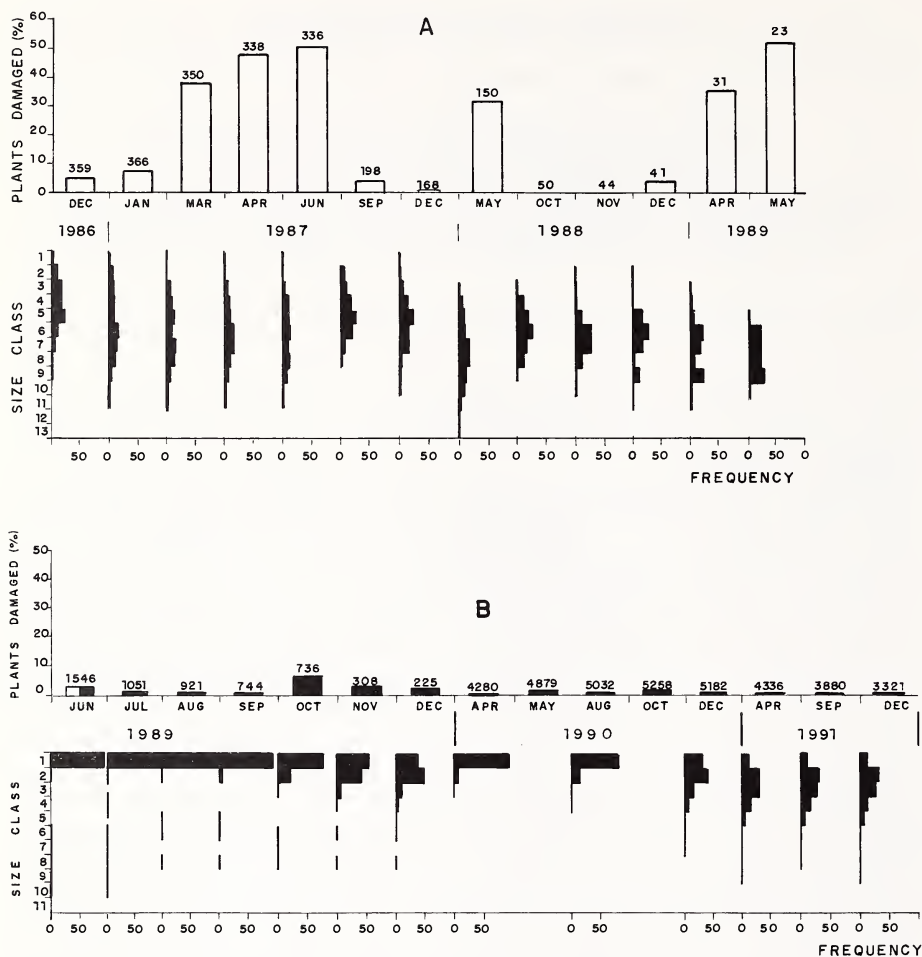 A
PLANTS DAMAGED (%)
60
50
40
30
20
10
0
359 366 350 338 336 198 168 150 50 44 41 31 23
DEC JAN MAR APR JUN SEP DEC MAY OCT NOV DEC APR MAY
1986 1987 1988 1989
SIZE CLASS
1
2
3
4
5
6
7
8
9
10
11
12
13
50 0 50 0 50 0 50 0 50 0 50 0 50 0 50 0 50 0 50 0 50 0 50 0 50 0
FREQUENCY
B
PLANTS DAMAGED (%)
50
40
30
20
10
0
1546 1051 921 744 736 308 225 4280 4879 5032 5258 5182 4336 3880 3321
JUN JUL AUG SEP OCT NOV DEC APR MAY AUG OCT DEC APR SEP DEC
1989 1990 1991
SIZE CLASS
1
2
3
4
5
6
7
8
9
10
11
0 50 0 50 0 50 0 50 0 50 0 50 0 50 0 50 0 50 0 50 0 50 0 50 0 50
FREQUENCY